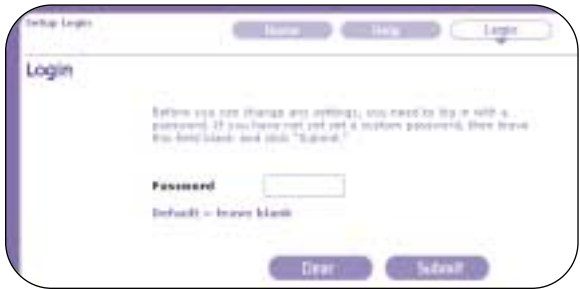 Setup Login
Home Help Login
Login
Before you can change any settings, you need to log in with a
password. If you have not yet set a custom password, then leave
this field blank and click "Submit."
Password
Default = leave blank
Clear Submit